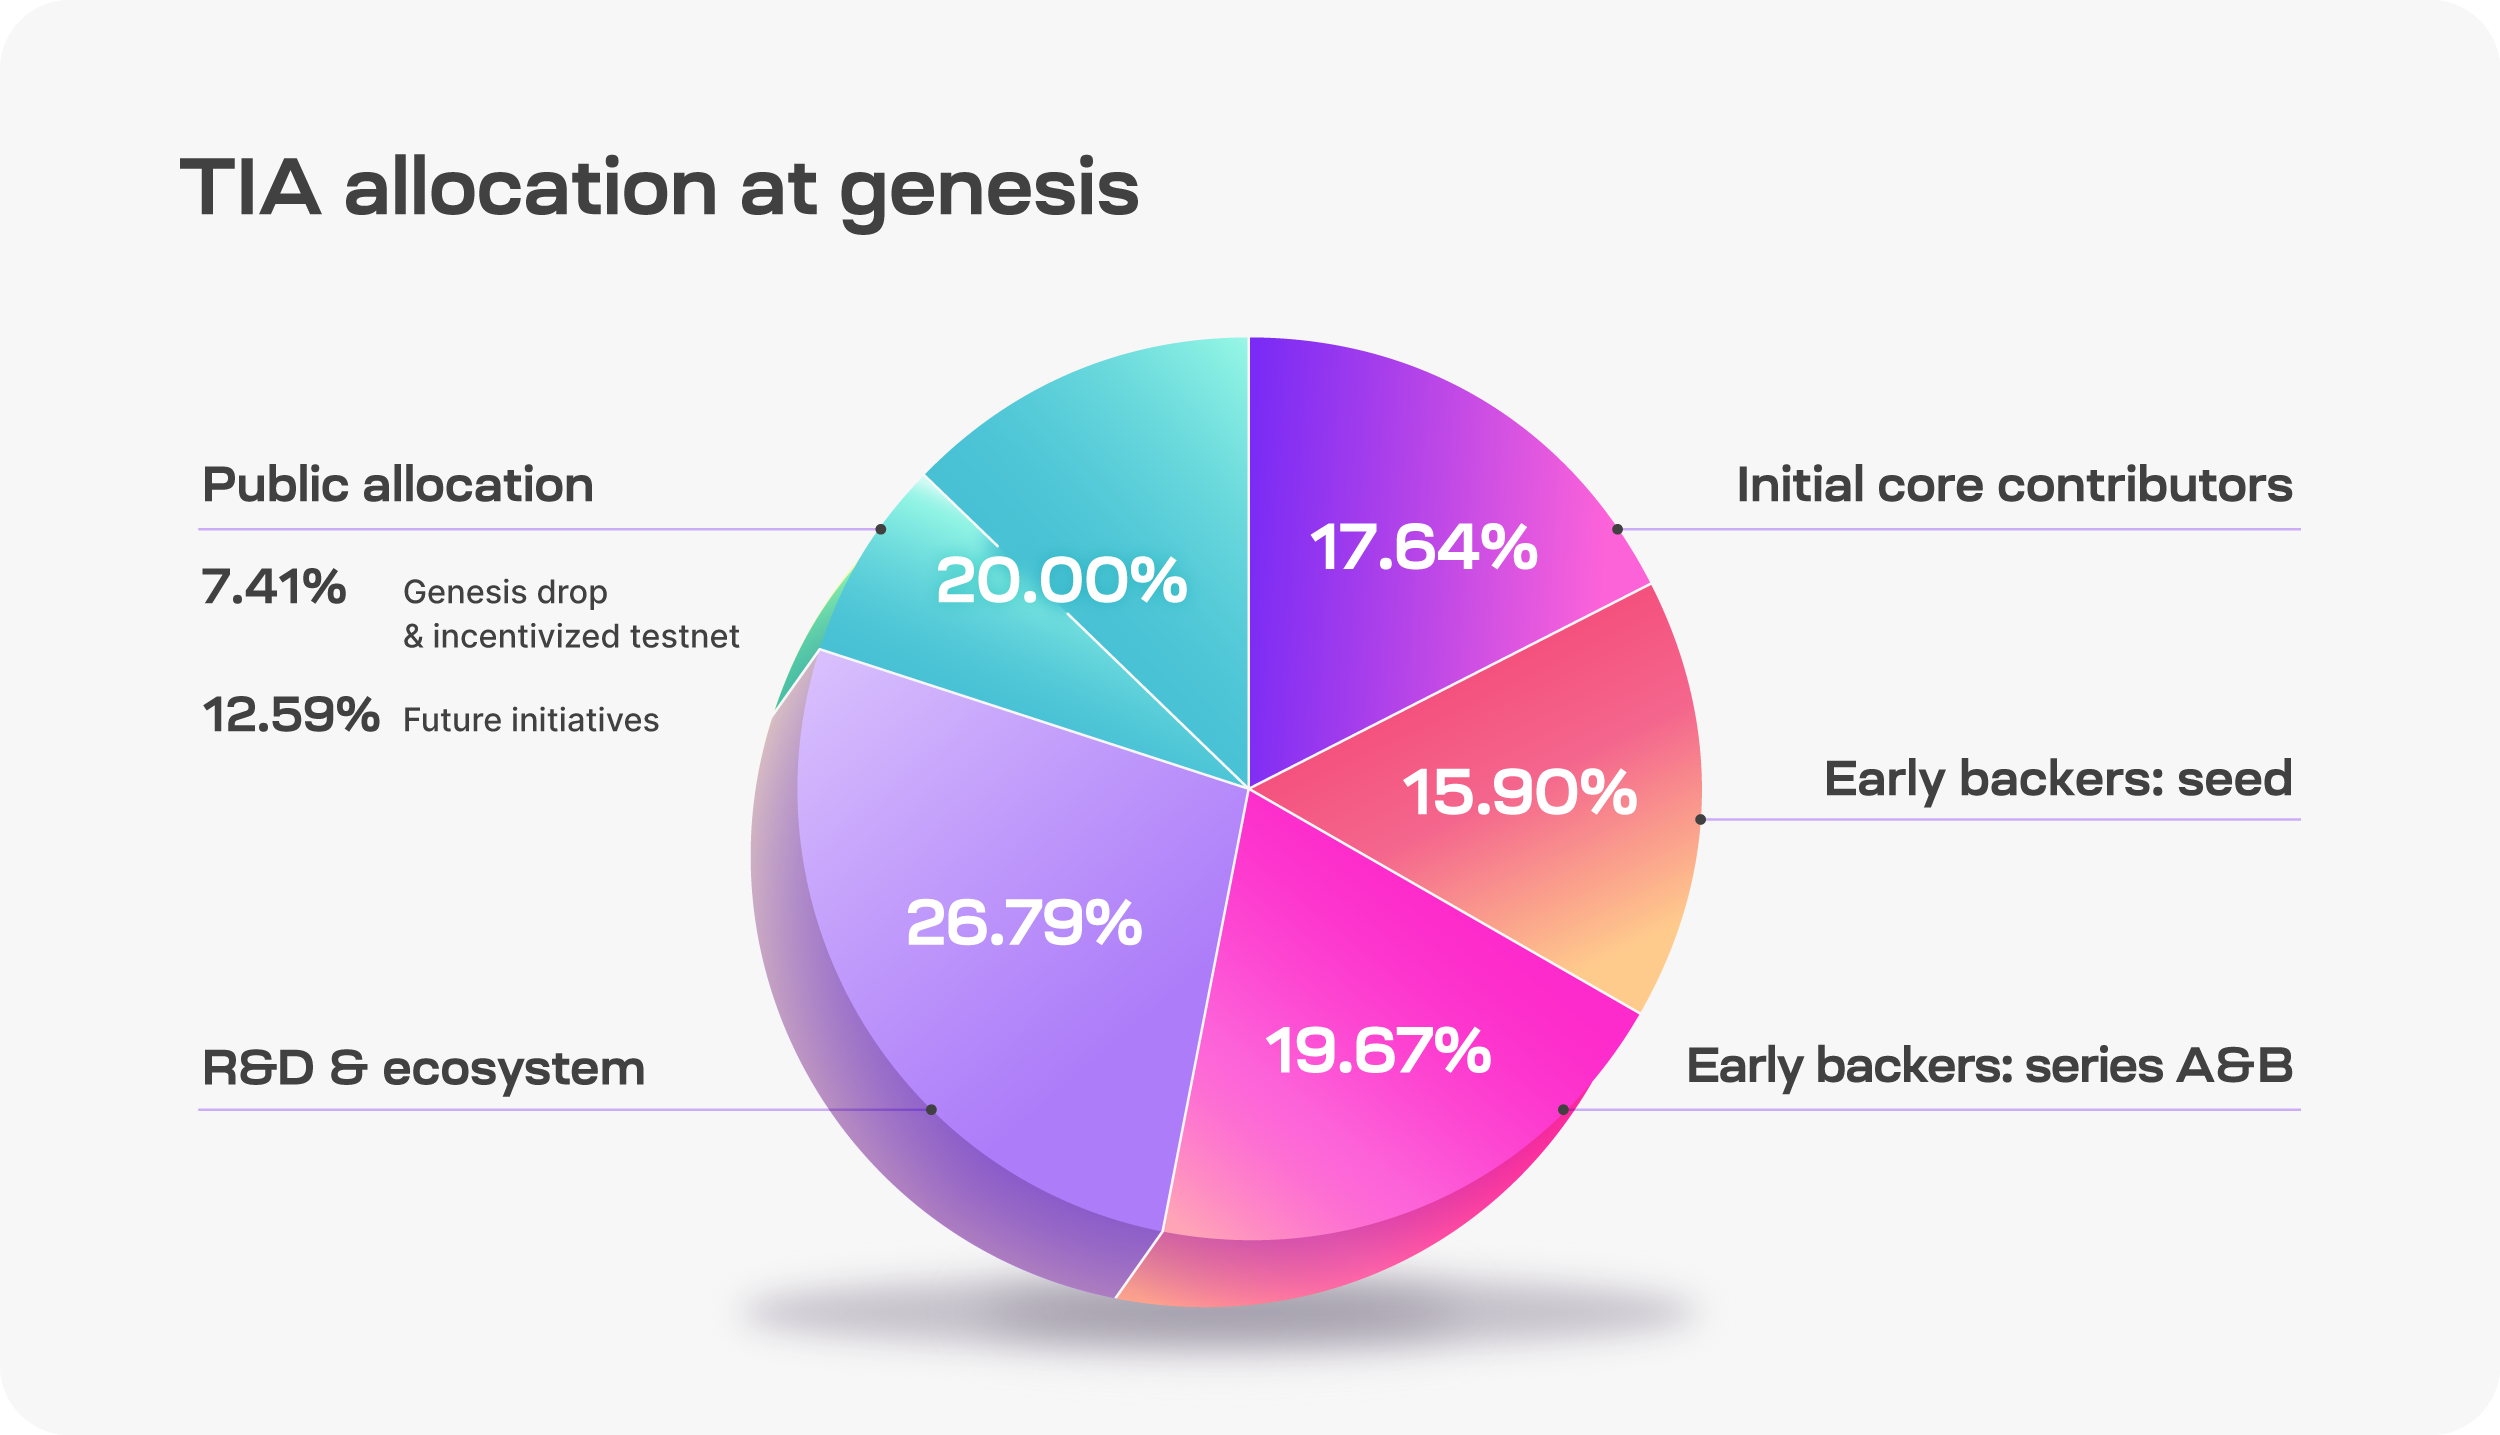 TIA allocation at genesis
Public allocation
7.41% Genesis drop
& incentivized testnet
12.59% Future initiatives
R&D & ecosystem
20.00%
17.64%
15.90%
26.79%
19.67%
Initial core contributors
Early backers: seed
Early backers: series A&B